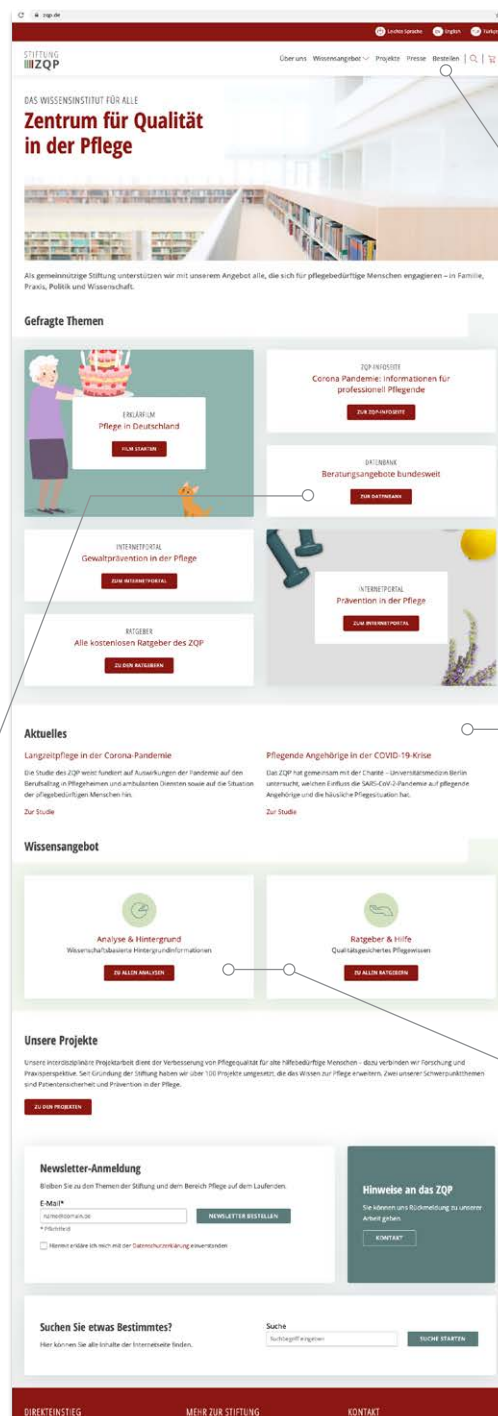 zqp.de
Leichte Sprache English Türkçe
STIFTUNG
ZQP
Über uns Wissensangebot Projekte Presse Bestellen
DAS WISSENSINSTITUT FÜR ALLE
Zentrum für Qualität
in der Pflege
Als gemeinnützige Stiftung unterstützen wir mit unserem Angebot alle, die sich für pflegebedürftige Menschen engagieren – in Familie,
Praxis, Politik und Wissenschaft.
Gefragte Themen
ERKLÄRFILM
Pflege in Deutschland
FILM STARTEN
ZQP-INFOSEITE
Corona Pandemie: Informationen für
professionell Pflegende
ZUR ZQP-INFOSEITE
DATENBANK
Beratungsangebote bundesweit
ZUR DATENBANK
INTERNETPORTAL
Gewaltprävention in der Pflege
ZUM INTERNETPORTAL
RATGEBER
Alle kostenlosen Ratgeber des ZQP
ZU DEN RATGEBERN
INTERNETPORTAL
Prävention in der Pflege
ZUM INTERNETPORTAL
Aktuelles
Langzeitpflege in der Corona-Pandemie
Die Studie des ZQP weist fundiert auf Auswirkungen der Pandemie auf den
Berufsalltag in Pflegeheimen und ambulanten Diensten sowie auf die Situation
der pflegebedürftigen Menschen hin.
Zur Studie
Pflegende Angehörige in der COVID-19-Krise
Das ZQP hat gemeinsam mit der Charité – Universitätsmedizin Berlin
untersucht, welchen Einfluss die SARS-CoV-2-Pandemie auf pflegende
Angehörige und die häusliche Pflegesituation hat.
Zur Studie
Wissensangebot
Analyse & Hintergrund
Wissenschaftsbasierte Hintergrundinformationen
ZU ALLEN ANALYSEN
Ratgeber & Hilfe
Qualitätsgesichertes Pflegewissen
ZU ALLEN RATGEBERN
Unsere Projekte
Unsere interdisziplinäre Projektarbeit dient der Verbesserung von Pflegequalität für alte hilfebedürftige Menschen – dazu verbinden wir Forschung und
Praxisperspektive. Seit Gründung der Stiftung haben wir über 100 Projekte umgesetzt, die das Wissen zur Pflege erweitern. Zwei unserer Schwerpunktthemen
sind Patientensicherheit und Prävention in der Pflege.
ZU DEN PROJEKTEN
Newsletter-Anmeldung
Bleiben Sie zu den Themen der Stiftung und dem Bereich Pflege auf dem Laufenden.
E-Mail*
name@domain.de NEWSLETTER BESTELLEN
* Pflichtfeld
Hiermit erkläre ich mich mit der Datenschutzerklärung einverstanden
Hinweise an das ZQP
Sie können uns Rückmeldung zu unserer
Arbeit geben.
KONTAKT
Suchen Sie etwas Bestimmtes?
Hier können Sie alle Inhalte der Internetseite finden.
Suche
Suchbegriff eingeben SUCHE STARTEN
DIREKTEINSTIEG MEHR ZUR STIFTUNG KONTAKT